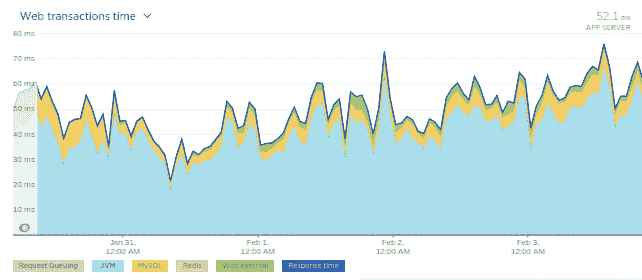 Web transactions time
52.1 ms
APP SERVER
80 ms
70 ms
60 ms
50 ms
40 ms
30 ms
20 ms
10 ms
Jan 31, 12:00 AM
Feb 1, 12:00 AM
Feb 2, 12:00 AM
Feb 3, 12:00 AM
Request Queuing JVM MySQL Redis Web external Response time